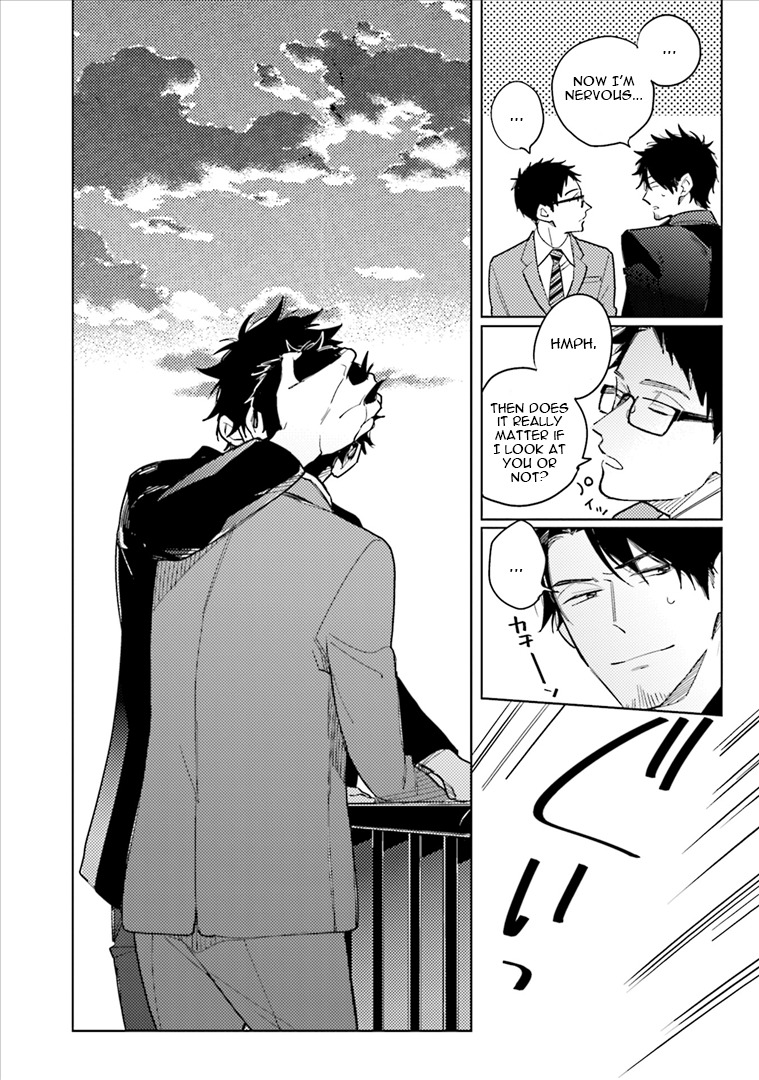 ...
NOW I'M
NERVOUS...
...
HMPH.
THEN DOES
IT REALLY
MATTER IF
I LOOK AT
YOU OR
NOT?
プイッ
...
カチーン
ぐいっ